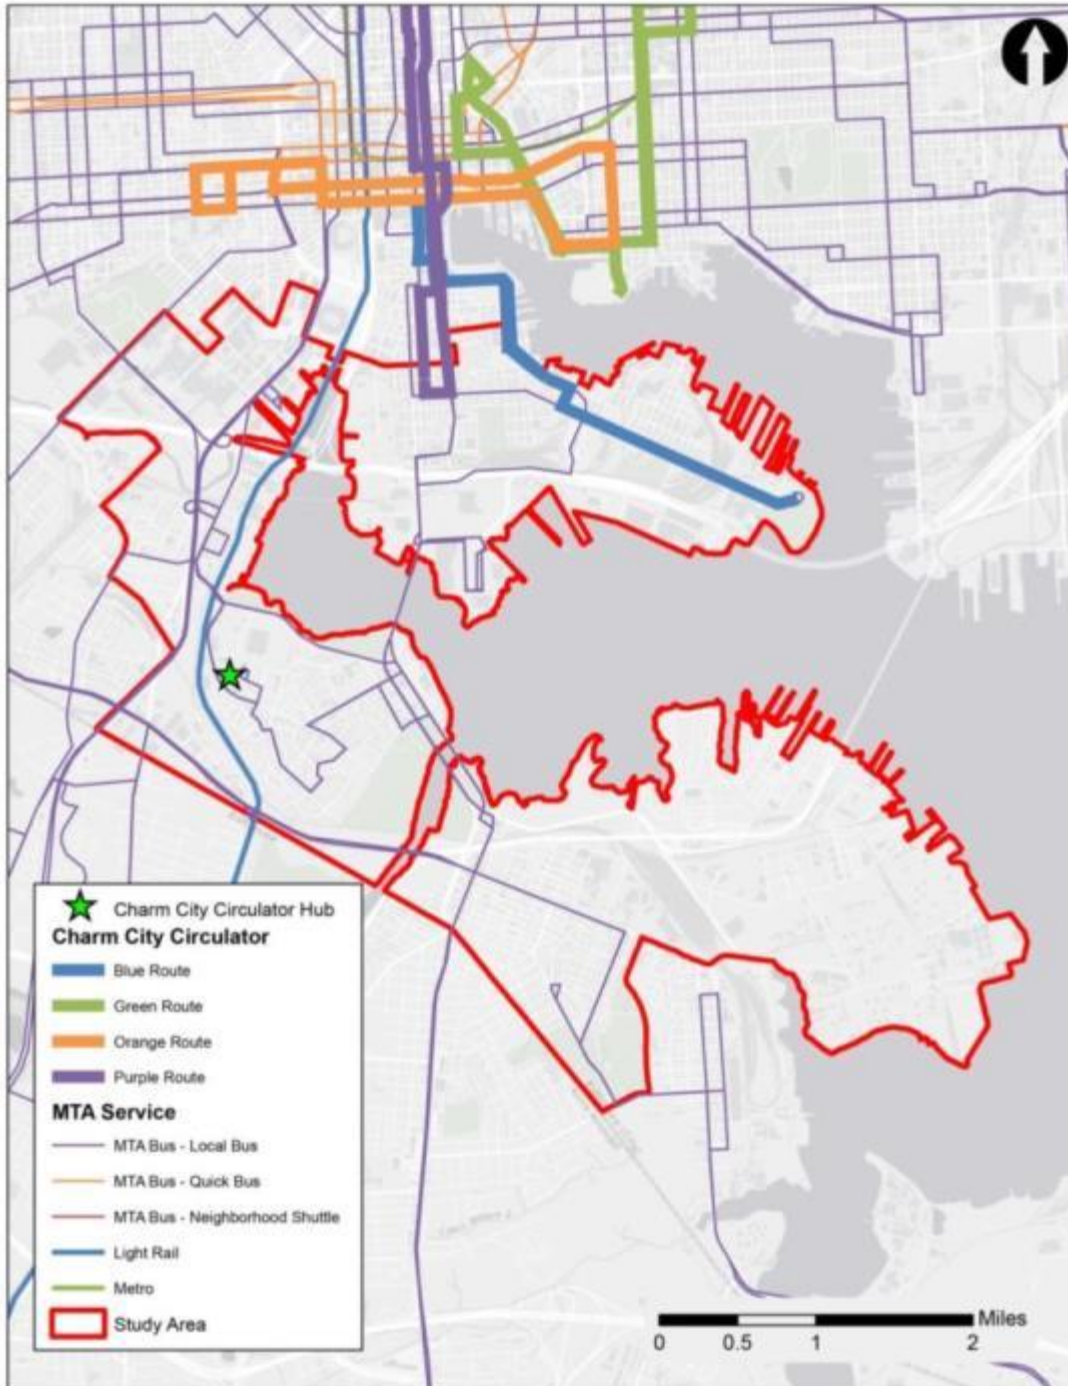 Charm City Circulator Hub
Charm City Circulator
Blue Route
Green Route
Orange Route
Purple Route
MTA Service
MTA Bus - Local Bus
MTA Bus - Quick Bus
MTA Bus - Neighborhood Shuttle
Light Rail
Metro
Study Area
Miles
0 0.5 1 2